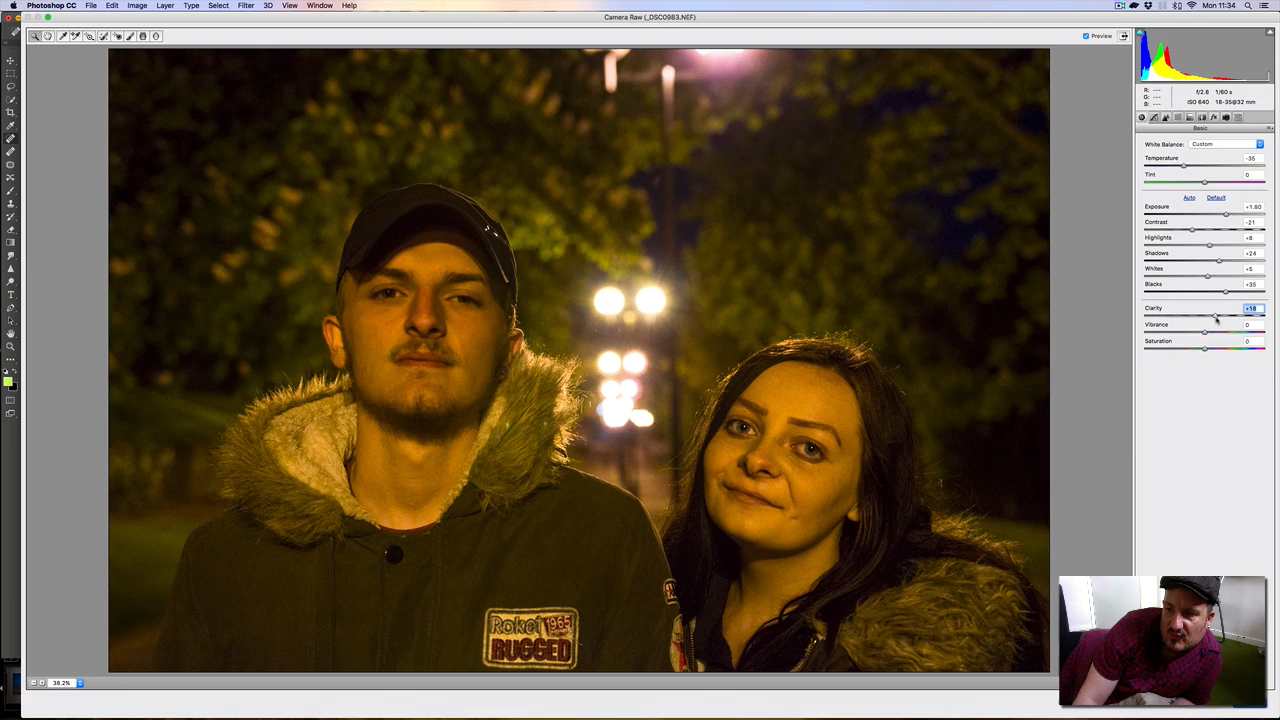 Photoshop CC File Edit Image Layer Type Select Filter 3D View Window Help
Mon 11:34
Camera Raw (_DSC0983.NEF)
Preview
R: ---
G: ---
B: ---
f/2.8 1/60 s
ISO 640 18-35@32 mm
Basic
White Balance: Custom
Temperature -35
Tint 0
Auto Default
Exposure +1.80
Contrast -21
Highlights +8
Shadows +24
Whites +5
Blacks +35
Clarity +18
Vibrance 0
Saturation 0
Roket 1965
RUGGED
38.2%